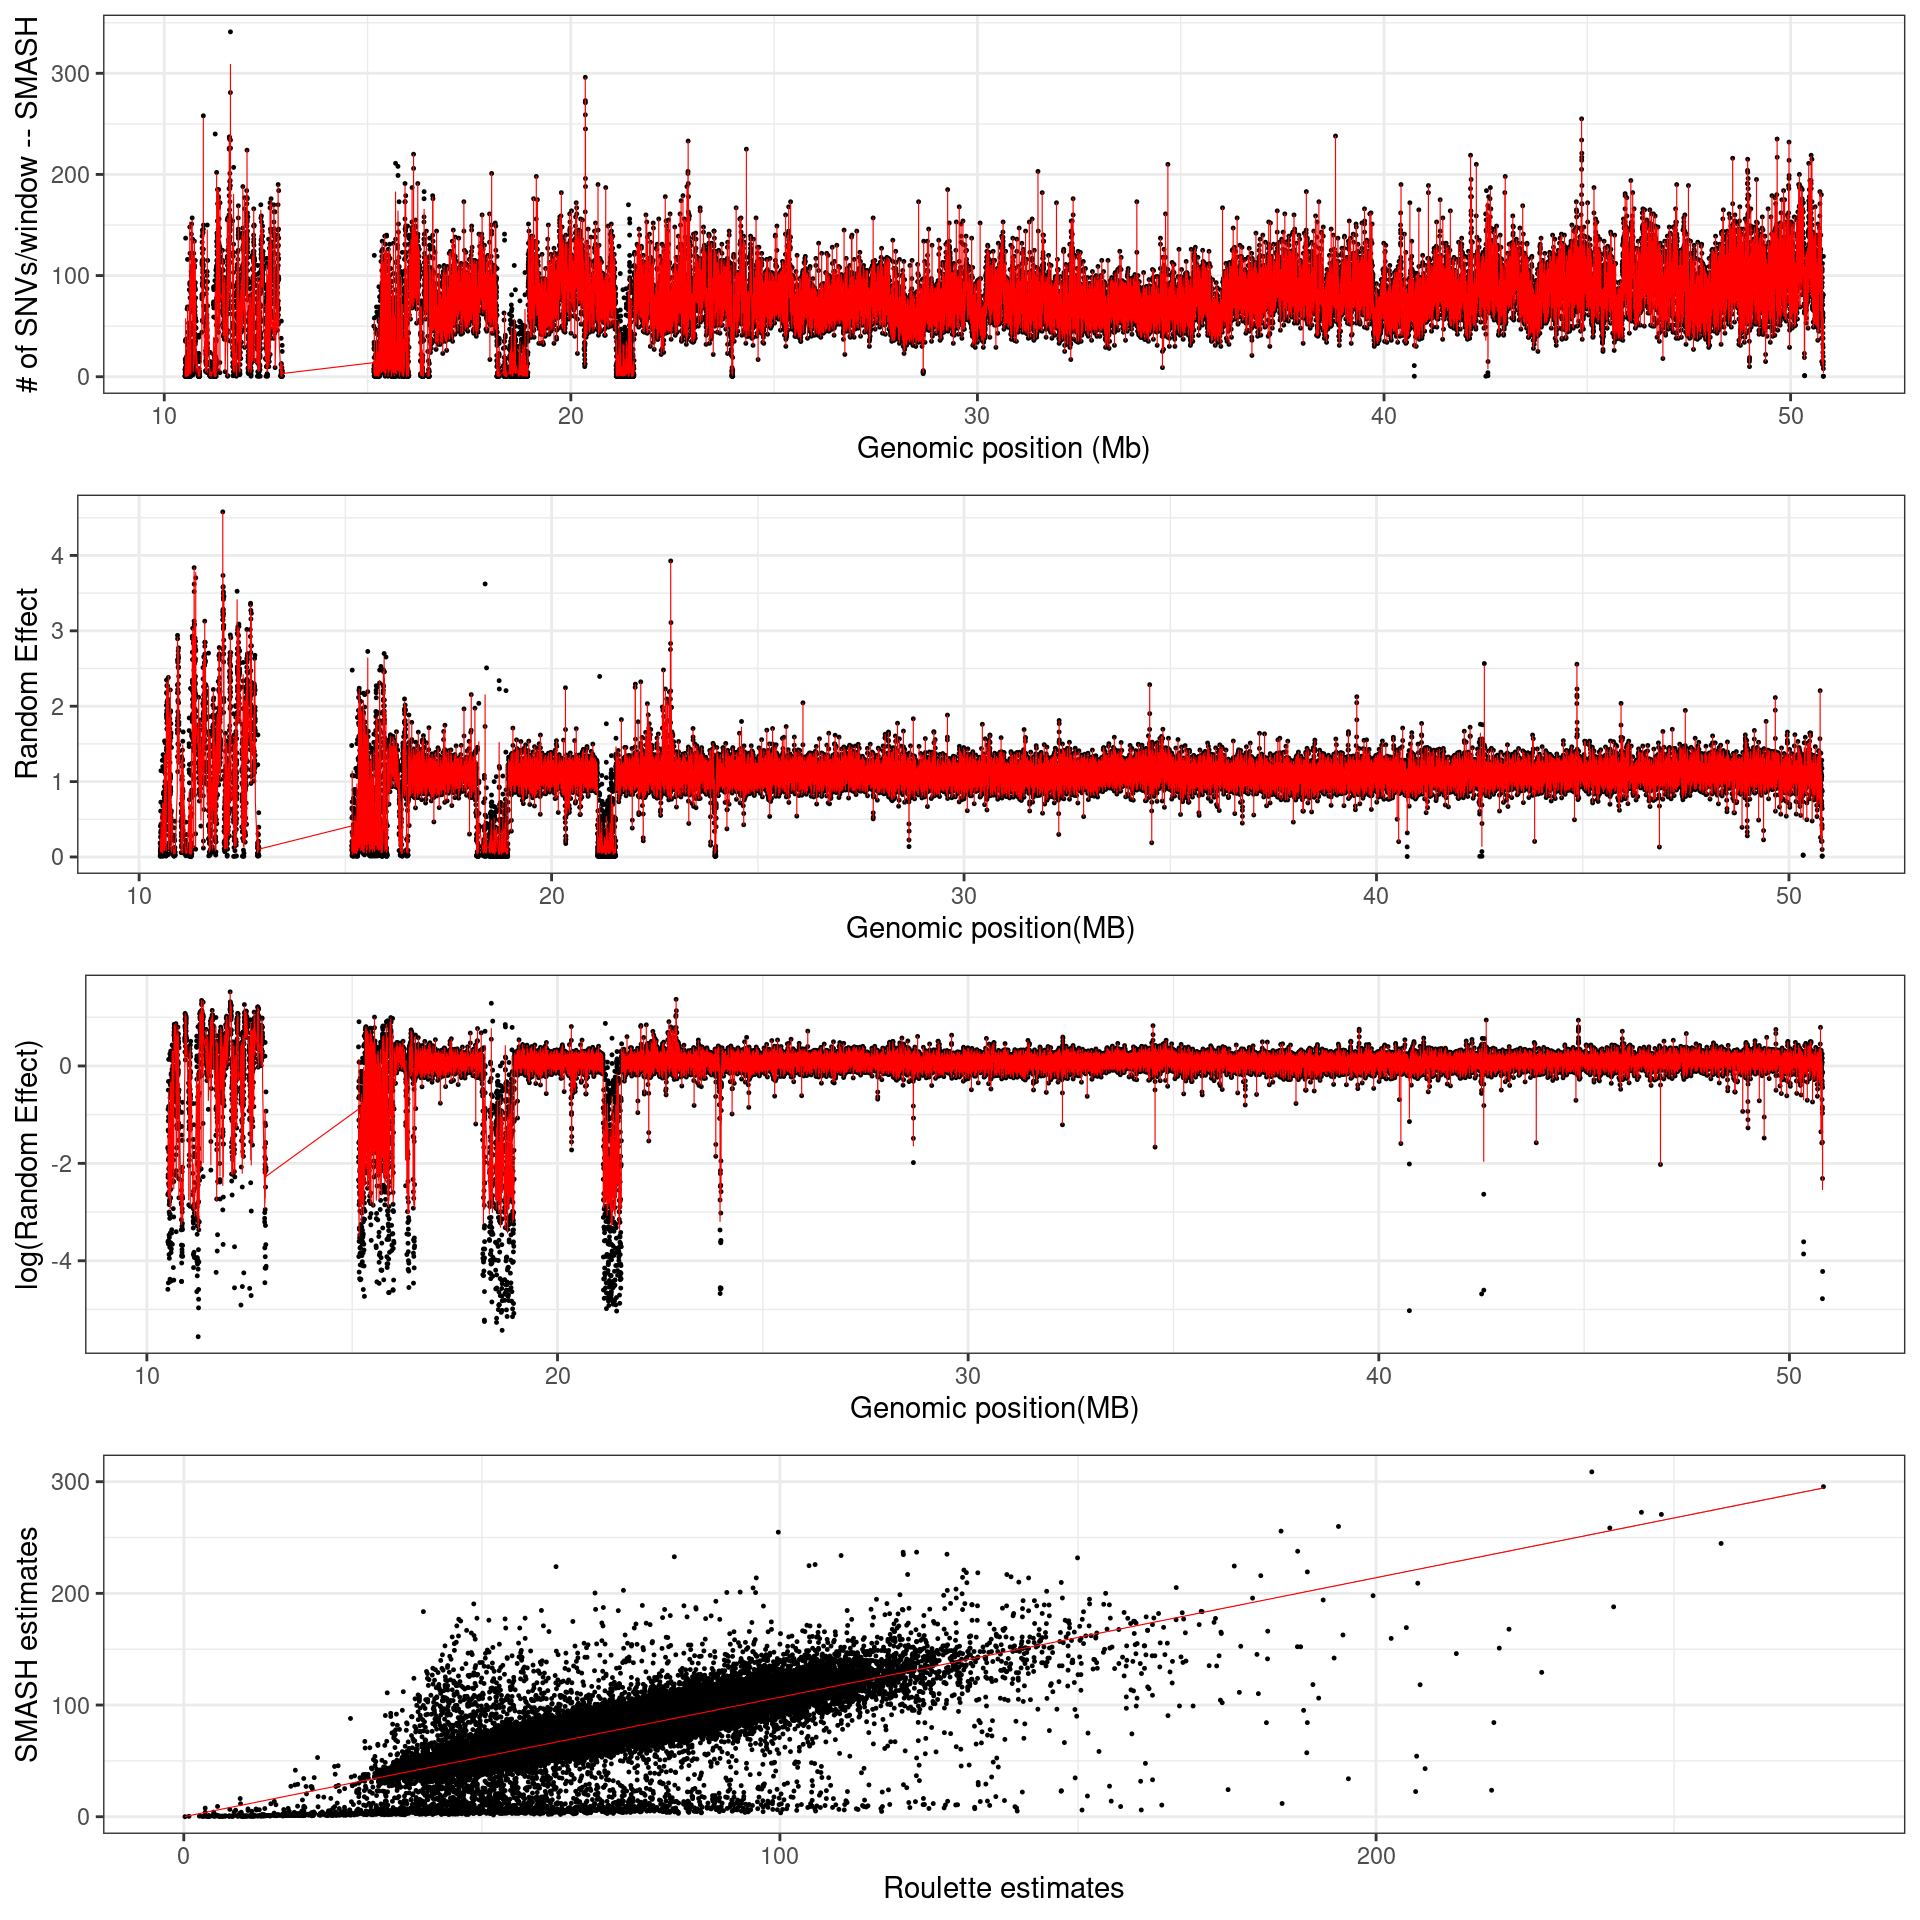 # of SNVs/window -- SMASH
300
200
100
0
10 20 30 40 50
Genomic position (Mb)
Random Effect
4
3
2
1
0
10 20 30 40 50
Genomic position(MB)
log(Random Effect)
0
-2
-4
10 20 30 40 50
Genomic position(MB)
SMASH estimates
300
200
100
0
0 100 200
Roulette estimates